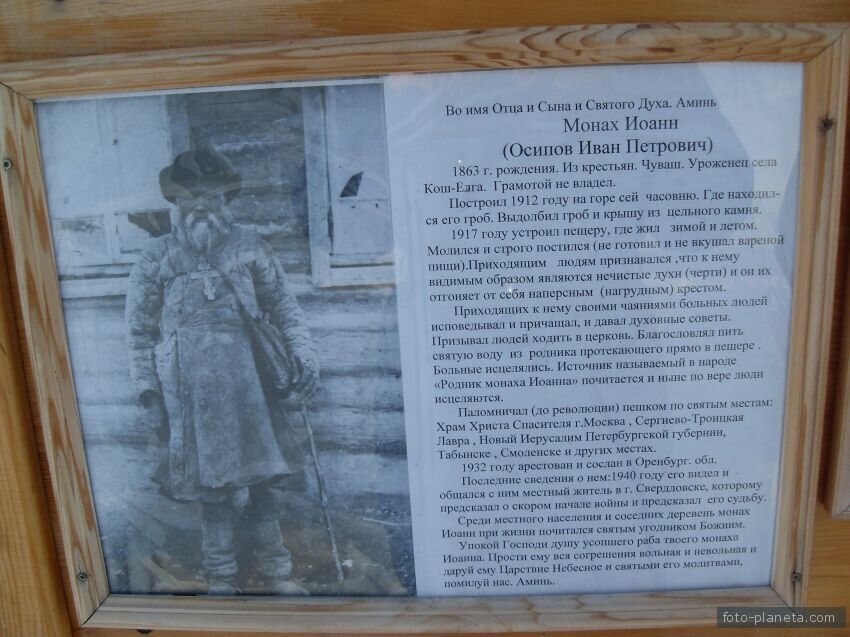 Во имя Отца и Сына и Святого Духа. Аминь
Монах Иоанн
(Осипов Иван Петрович)
1863 г. рождения. Из крестьян. Чуваш. Уроженец села
Кош-Елга. Грамотой не владел.
Построил 1912 году на горе сей часовню. Где находил-
ся его гроб. Выдолбил гроб и крышу из цельного камня.
1917 году устроил пещеру, где жил зимой и летом.
Молился и строго постился (не готовил и не вкушал вареной
пищи).Приходящим людям признавался ,что к нему
видимым образом являются нечистые духи (черти) и он их
отгоняет от себя наперсным (нагрудным) крестом.
Приходящих к нему своими чаяниями больных людей
исповедывал и причащал, и давал духовные советы.
Призывал людей ходить в церковь. Благословлял пить
святую воду из родника протекающего прямо в пещере .
Больные исцелялись. Источник называемый в народе
«Родник монаха Иоанна» почитается и ныне по вере люди
исцеляются.
Паломничал (до революции) пешком по святым местам:
Храм Христа Спасителя г.Москва , Сергиево-Троицкая
Лавра , Новый Иерусалим Петербургской губернии,
Табынске , Смоленске и других местах.
1932 году арестован и сослан в Оренбург. обл.
Последние сведения о нем:1940 году его видел и
общался с ним местный житель в г. Свердловске, которому
предсказал о скором начале войны и предсказал его судьбу.
Среди местного населения и соседних деревень монах
Иоанн при жизни почитался святым угодником Божиим.
Упокой Господи душу усопшего раба твоего монаха
Иоанна. Прости ему вся согрешения вольная и невольная и
даруй ему Царствие Небесное и святыми его молитвами,
помилуй нас. Аминь.
foto-planeta.com